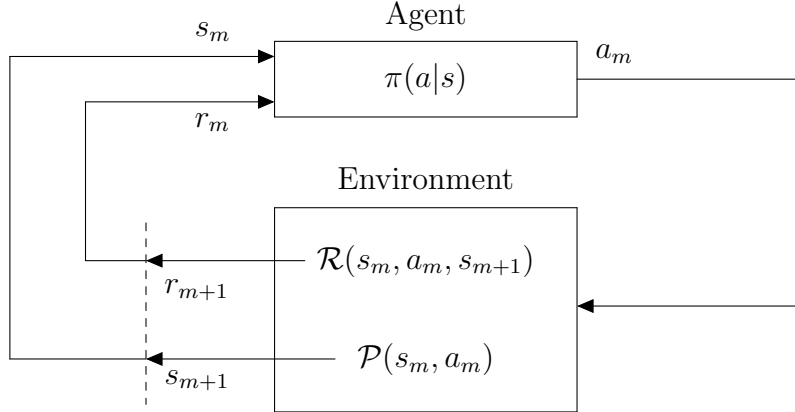 Agent
s_m
π(a|s)
a_m
r_m
Environment
R(s_m, a_m, s_{m+1})
r_{m+1}
P(s_m, a_m)
s_{m+1}